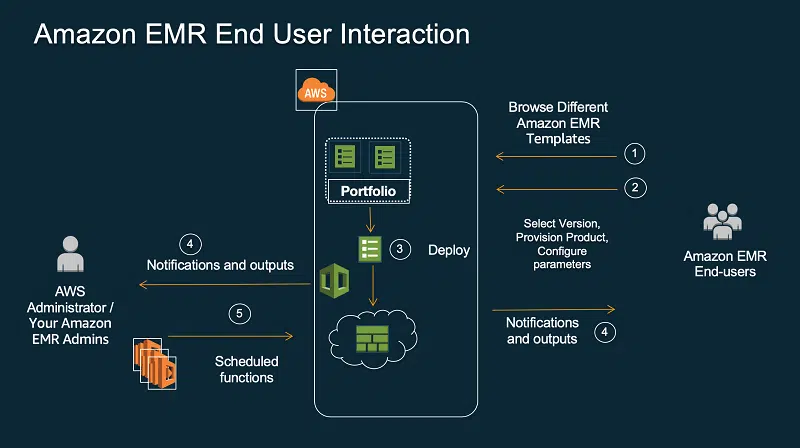 Amazon EMR End User Interaction
AWS
Browse Different
Amazon EMR
Templates
1
2
Portfolio
Select Version,
Provision Product,
Configure
parameters
Amazon EMR
End-users
3
Deploy
4
Notifications and outputs
AWS
Administrator /
Your Amazon
EMR Admins
5
Scheduled
functions
Notifications
and outputs
4